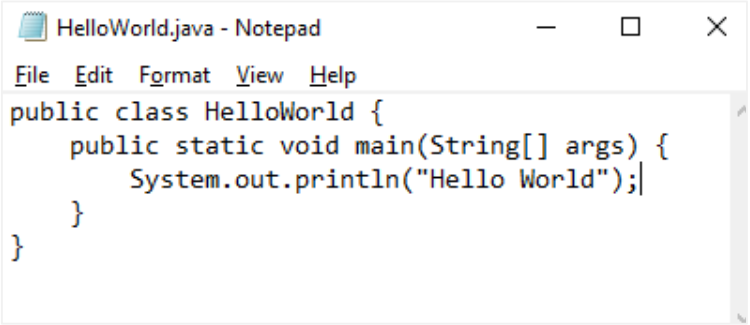 HelloWorld.java - Notepad
File Edit Format View Help
public class HelloWorld {
    public static void main(String[] args) {
        System.out.println("Hello World");
    }
}